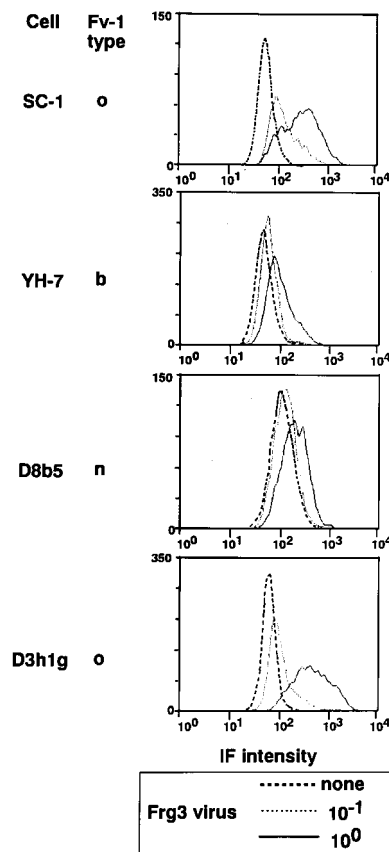 Cell Fv-1 type
SC-1 o
150
0
10^0 10^1 10^2 10^3 10^4
YH-7 b
350
0
10^0 10^1 10^2 10^3 10^4
D8b5 n
150
0
10^0 10^1 10^2 10^3 10^4
D3h1g o
350
0
10^0 10^1 10^2 10^3 10^4
IF intensity
Frg3 virus
none
10^-1
10^0